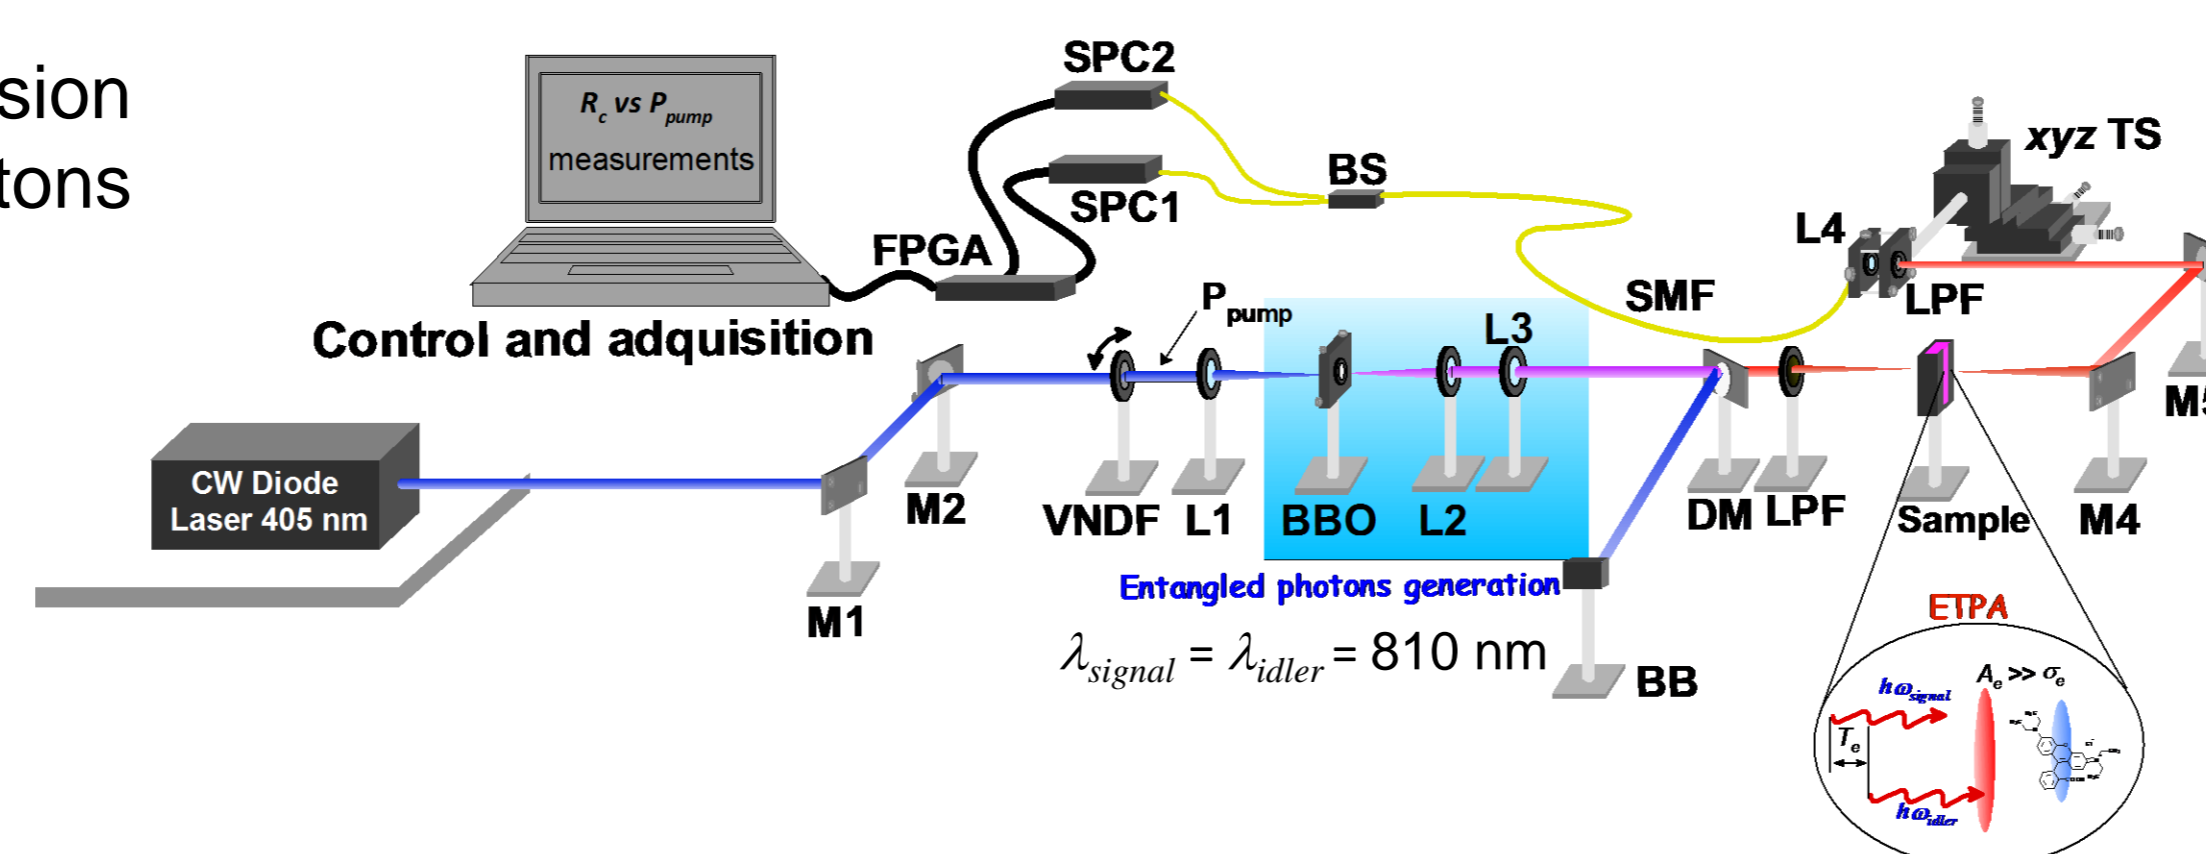 sion
tons
SPC2
R_c vs P_pump
measurements
SPC1
BS
xyz TS
FPGA
L4
LPF
SMF
P_pump
L3
Control and adquisition
CW Diode
Laser 405 nm
M2
VNDF
L1
BBO
L2
DM
LPF
Sample
M4
M5
M1
Entangled photons generation
λ_signal = λ_idler = 810 nm
BB
ETPA
A_e >> σ_e
ħω_signal
T_e
ħω_idler